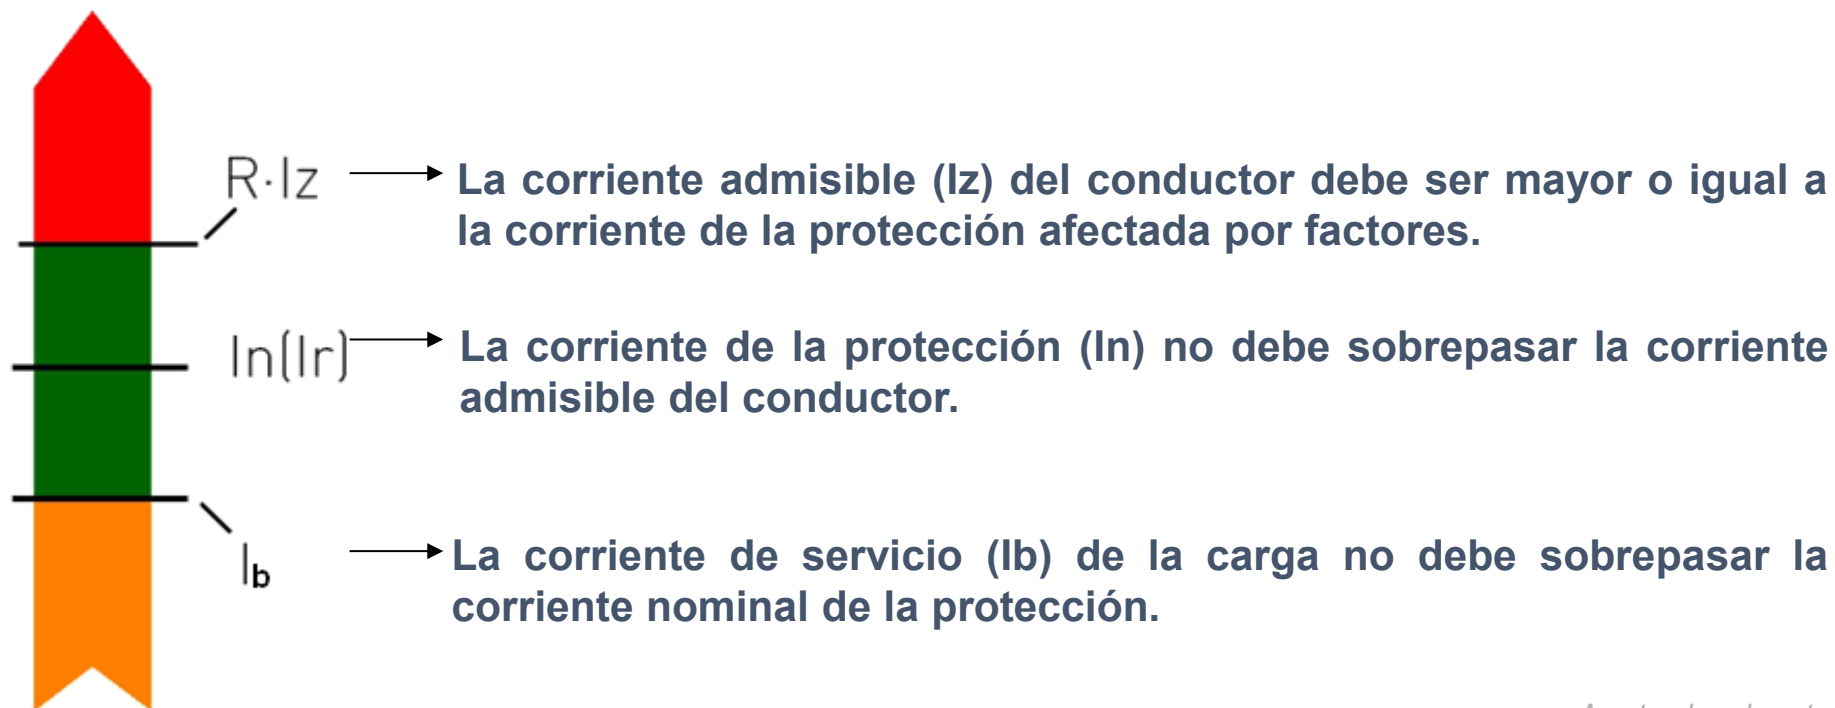 R·Iz
La corriente admisible (Iz) del conductor debe ser mayor o igual a
la corriente de la protección afectada por factores.
In(Ir)
La corriente de la protección (In) no debe sobrepasar la corriente
admisible del conductor.
Ib
La corriente de servicio (Ib) de la carga no debe sobrepasar la
corriente nominal de la protección.